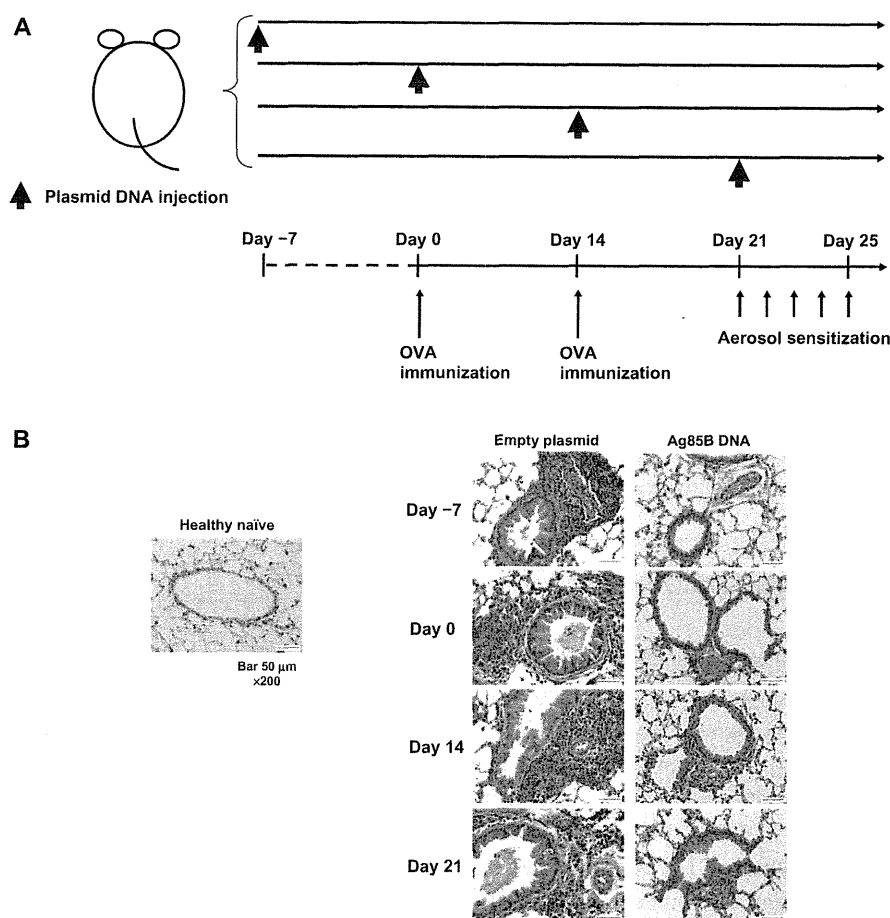 A
Plasmid DNA injection
Day −7
Day 0
Day 14
Day 21
Day 25
OVA
immunization
OVA
immunization
Aerosol sensitization
B
Empty plasmid
Ag85B DNA
Healthy naïve
Bar 50 µm
×200
Day −7
Day 0
Day 14
Day 21